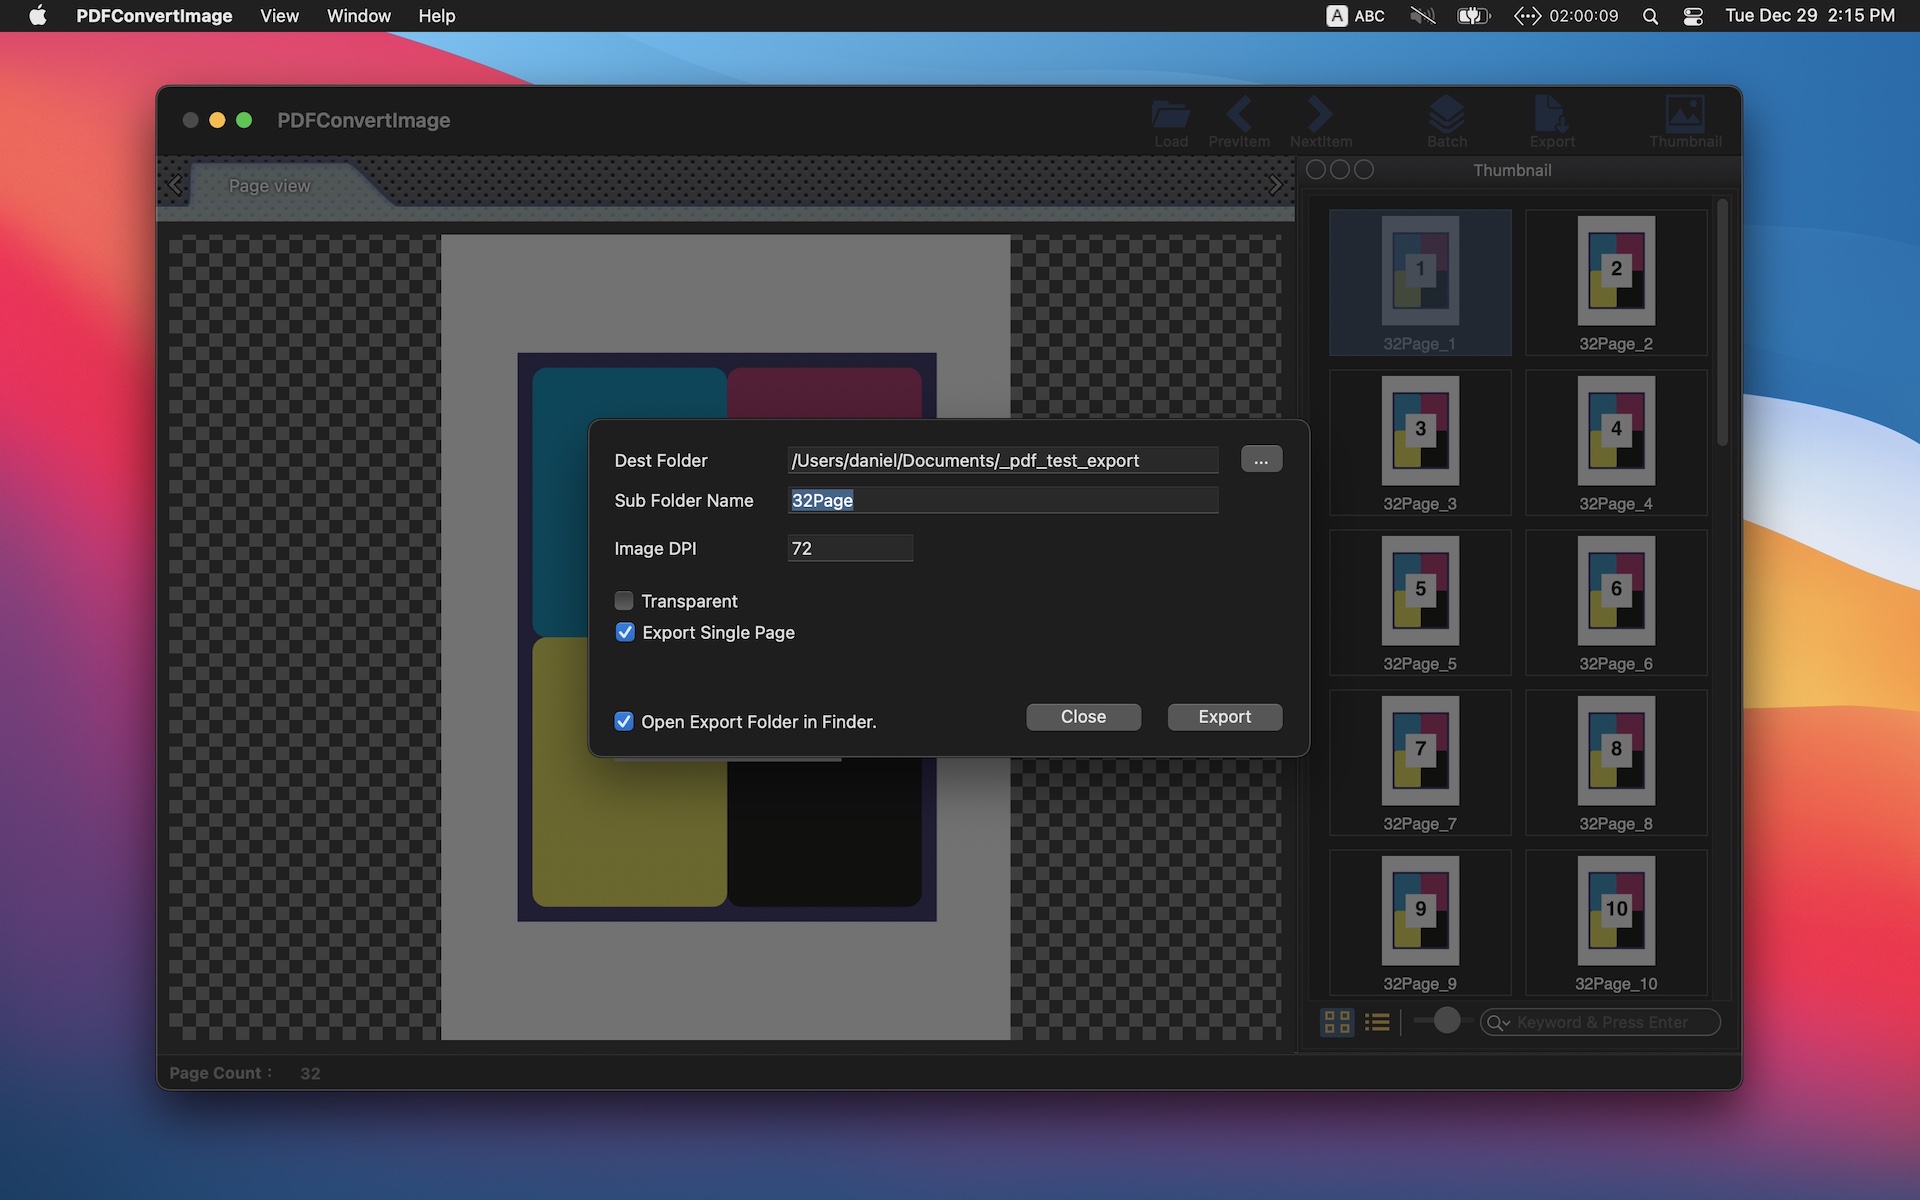 PDFConvertImage View Window Help
A ABC 02:00:09 Tue Dec 29 2:15 PM
PDFConvertImage
Load PrevItem NextItem Batch Export Thumbnail
Page view
Thumbnail
1 2
32Page_1 32Page_2
3 4
32Page_3 32Page_4
5 6
32Page_5 32Page_6
7 8
32Page_7 32Page_8
9 10
32Page_9 32Page_10
Keyword & Press Enter
Dest Folder /Users/daniel/Documents/_pdf_test_export ...
Sub Folder Name 32Page
Image DPI 72
Transparent
Export Single Page
Open Export Folder in Finder. Close Export
Page Count : 32